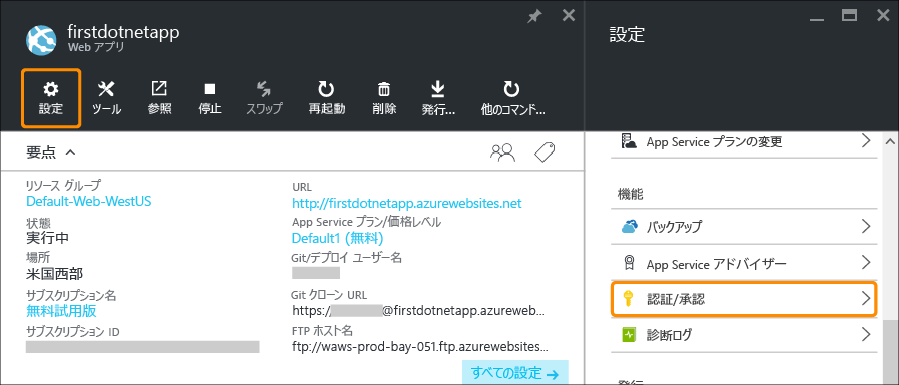 firstdotnetapp
Web アプリ
設定
ツール
参照
停止
スワップ
再起動
削除
発行...
他のコマンド...
要点
リソース グループ
Default-Web-WestUS
状態
実行中
場所
米国西部
サブスクリプション名
無料試用版
サブスクリプション ID
URL
http://firstdotnetapp.azurewebsites.net
App Service プラン/価格レベル
Default1 (無料)
Git/デプロイ ユーザー名
Git クローン URL
https:/ @firstdotnetapp.azureweb...
FTP ホスト名
ftp://waws-prod-bay-051.ftp.azurewebsites...
すべての設定 →
設定
App Service プランの変更
機能
バックアップ
App Service アドバイザー
認証/承認
診断ログ
発行